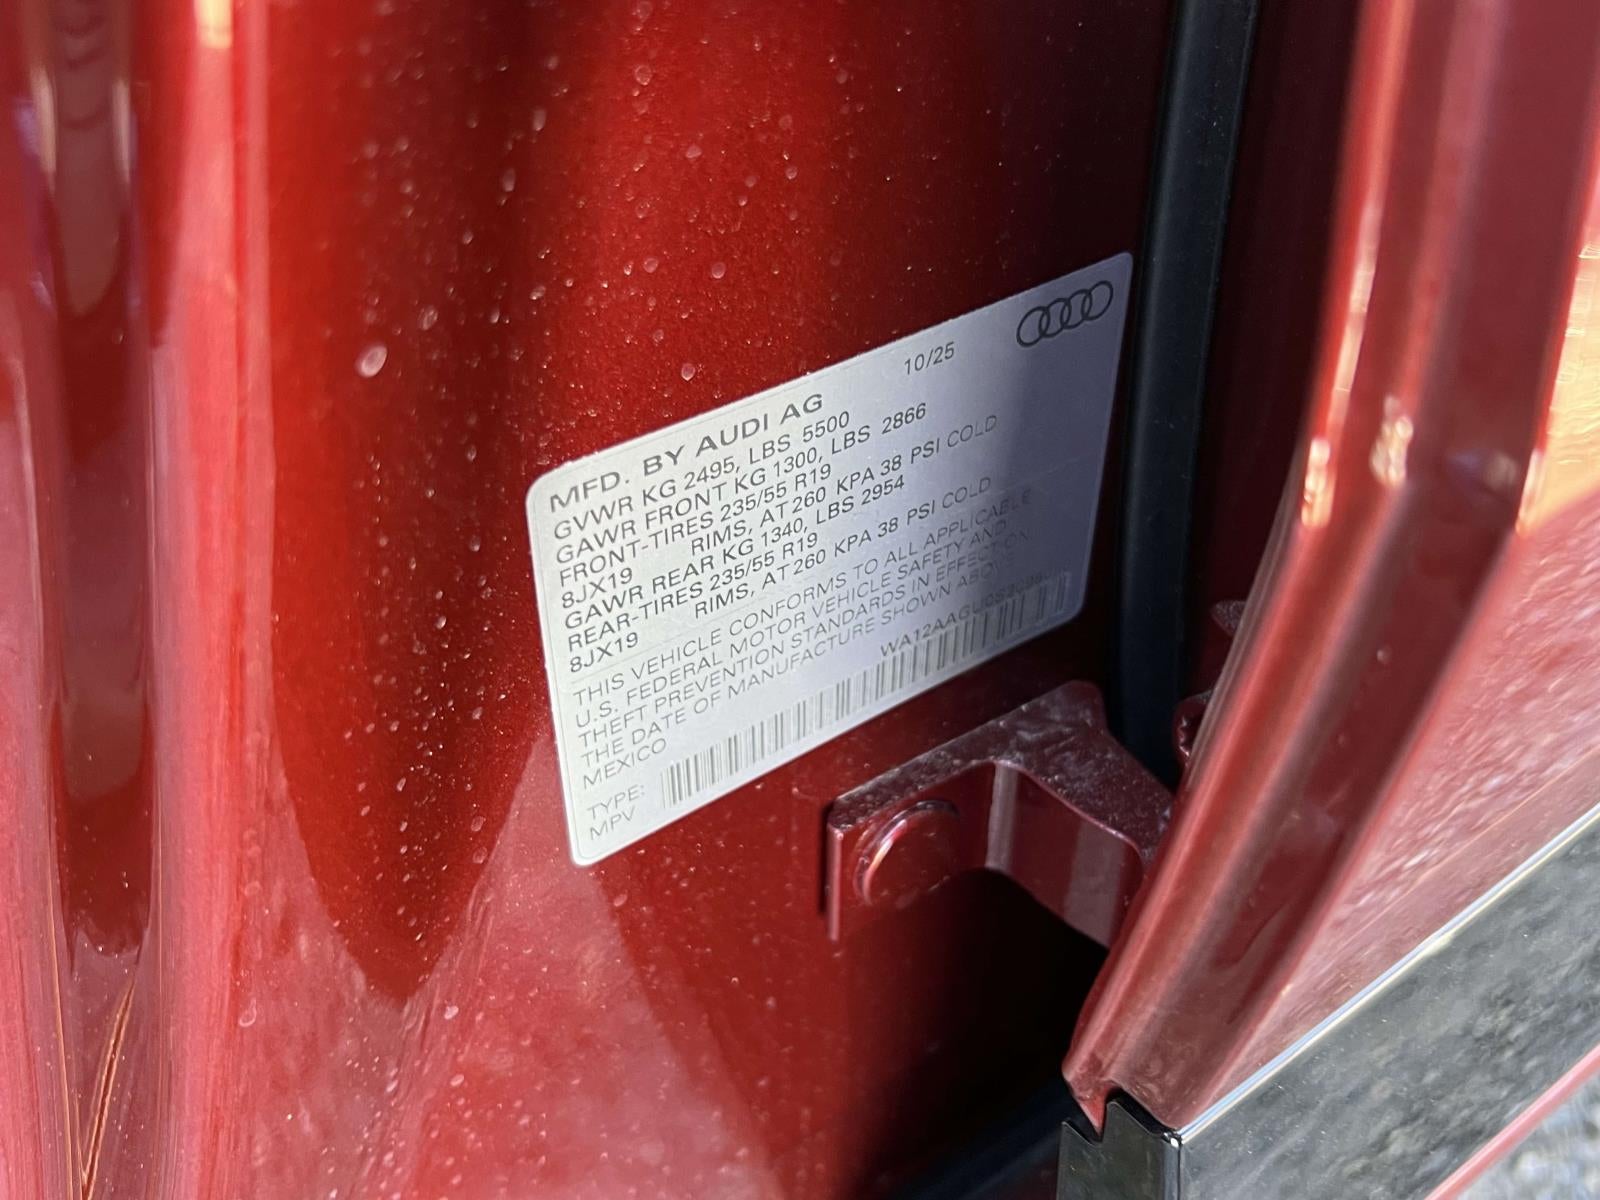 MFD. BY AUDI AG 10/25
GVWR KG 2495, LBS 5500
GAWR FRONT KG 1300, LBS 2866
FRONT-TIRES 235/55 R19
8JX19 RIMS, AT 260 KPA 38 PSI COLD
GAWR REAR KG 1340, LBS 2954
REAR-TIRES 235/55 R19
8JX19 RIMS, AT 260 KPA 38 PSI COLD
THIS VEHICLE CONFORMS TO ALL APPLICABLE
U.S. FEDERAL MOTOR VEHICLE SAFETY AND
THEFT PREVENTION STANDARDS IN EFFECT ON
THE DATE OF MANUFACTURE SHOWN ABOVE
MEXICO
TYPE:
MPV